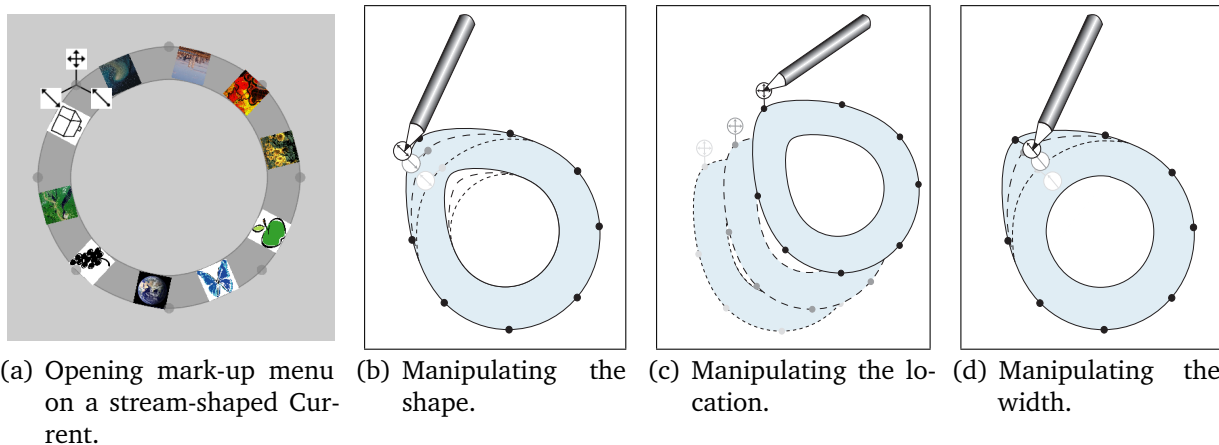 (a) Opening mark-up menu
on a stream-shaped Cur-
rent.
(b) Manipulating the
shape.
(c) Manipulating the lo-
cation.
(d) Manipulating the
width.